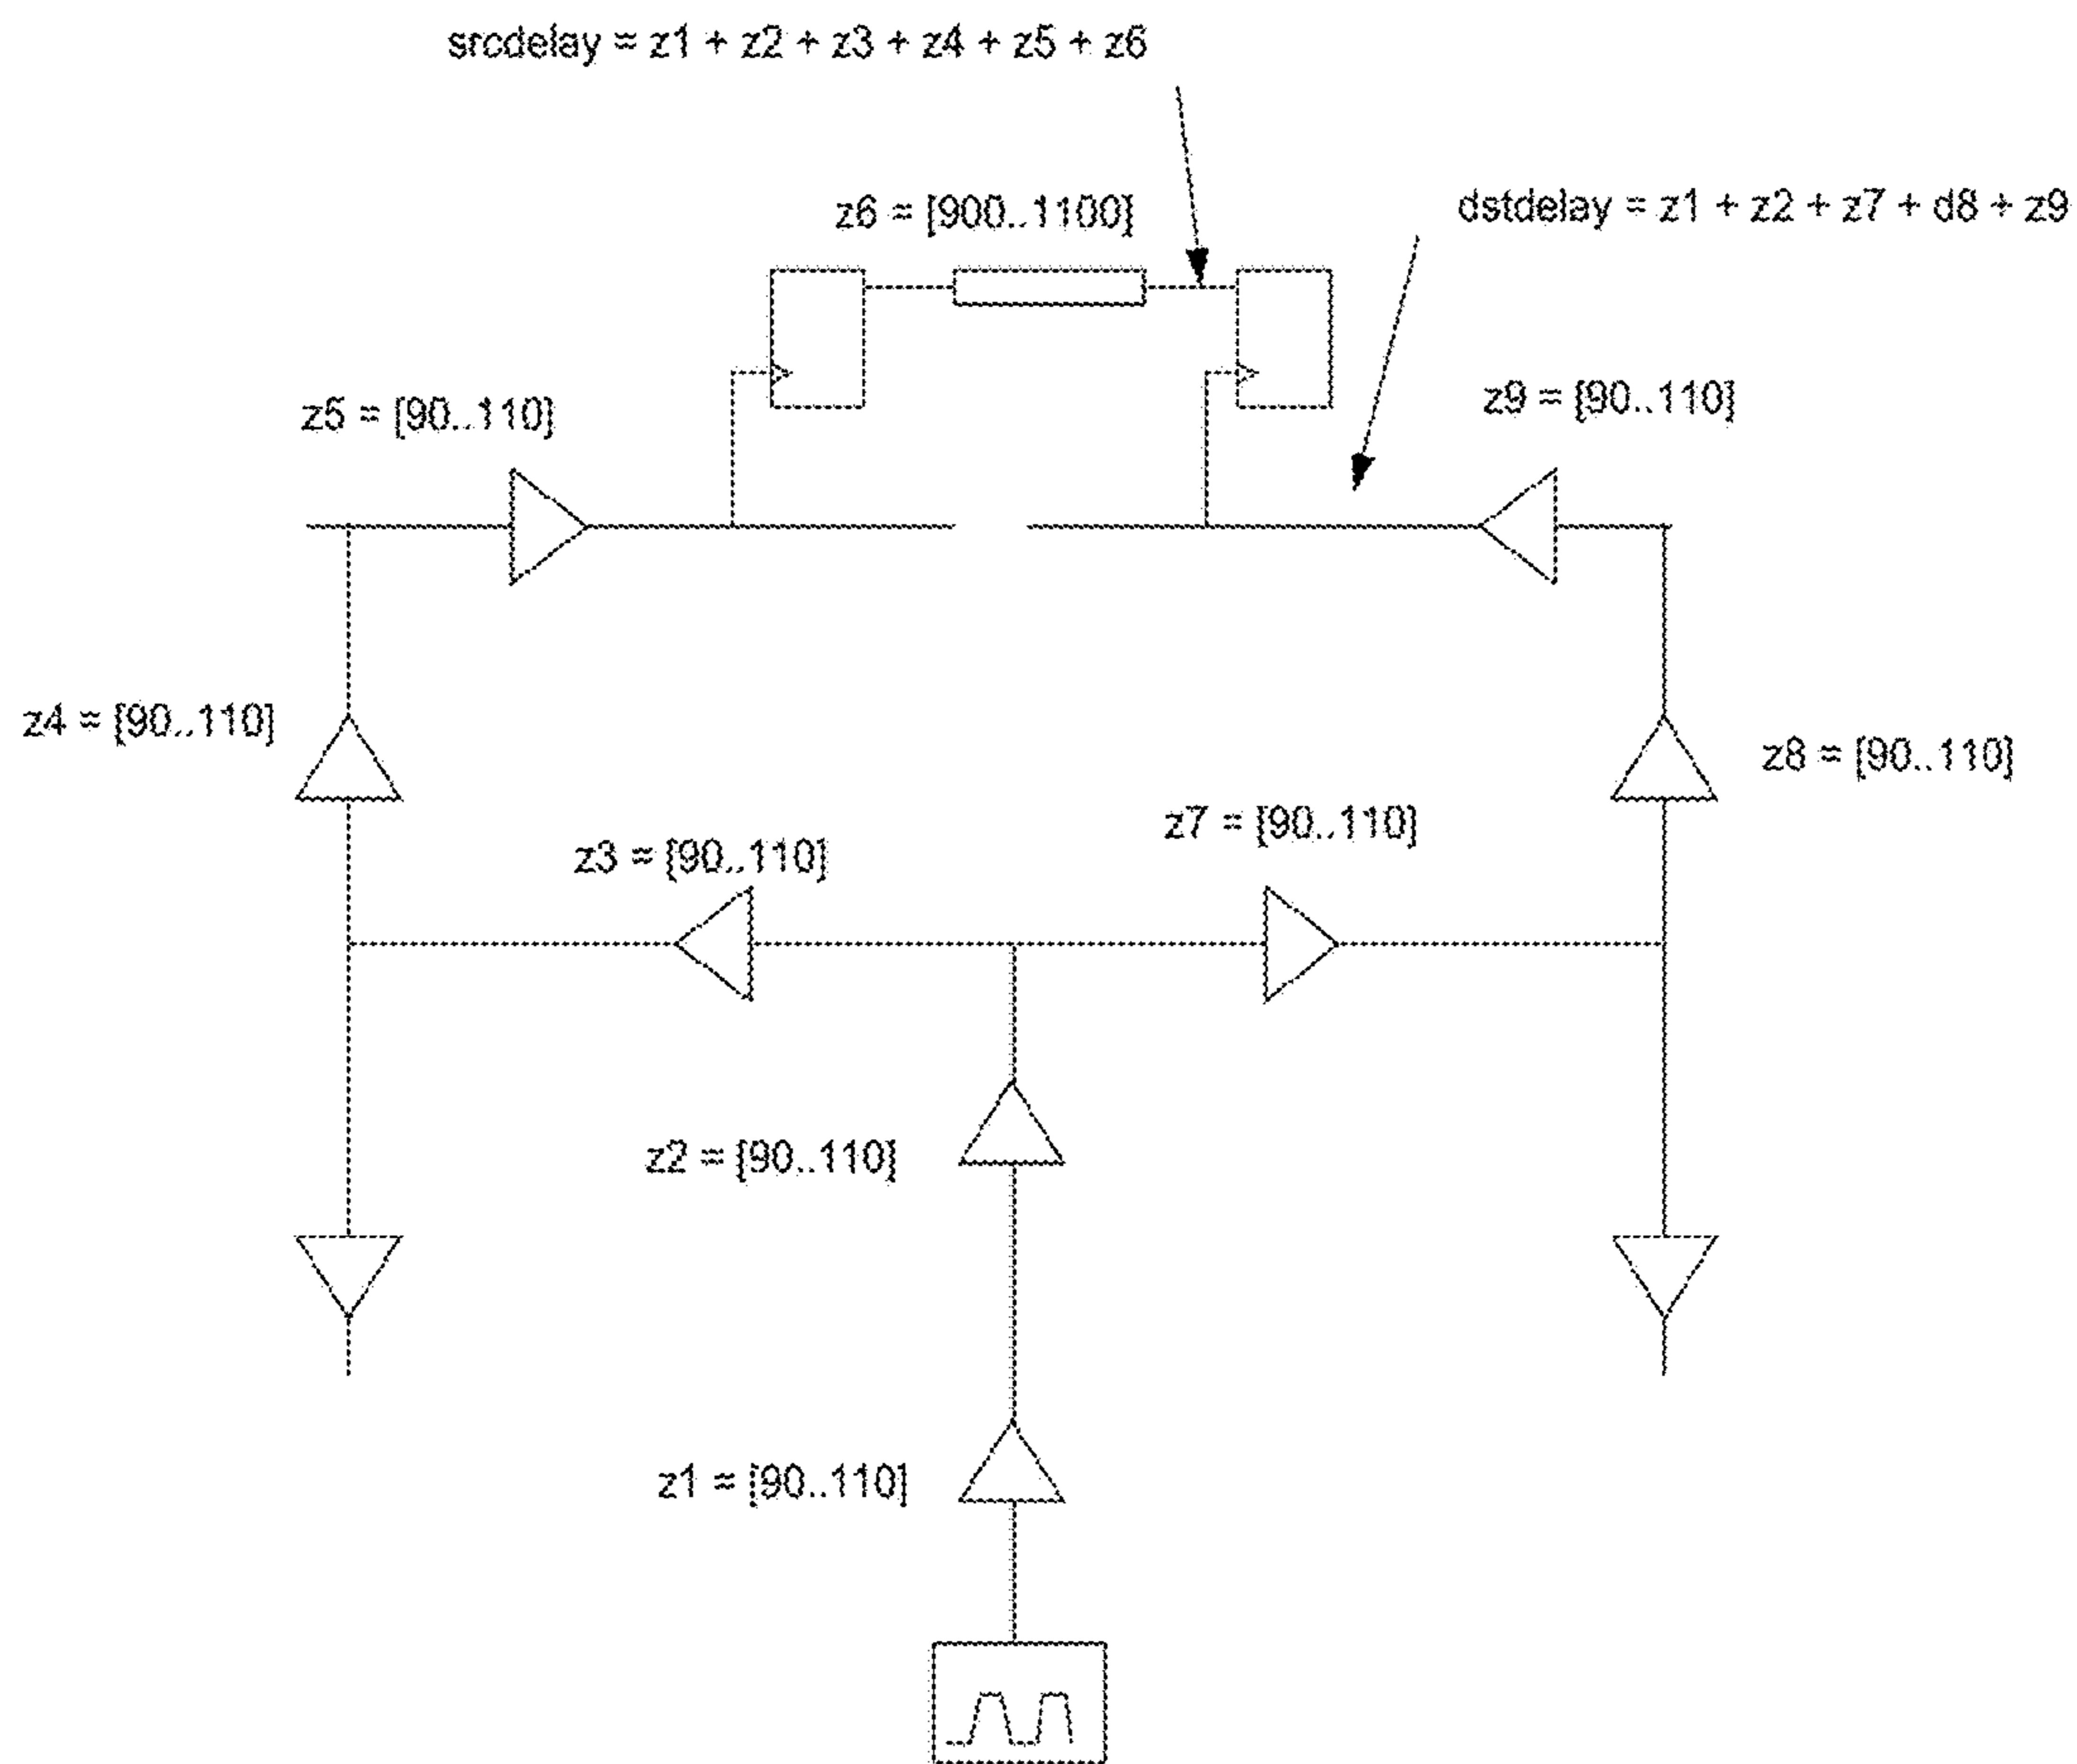 srcdelay = z1 + z2 + z3 + z4 + z5 + z6
dstdelay = z1 + z2 + z7 + d8 + z9
z6 = [900..1100]
z5 = [90..110]
z9 = [90..110]
z4 = [90..110]
z8 = [90..110]
z3 = [90..110]
z7 = [90..110]
z2 = [90..110]
z1 = [90..110]